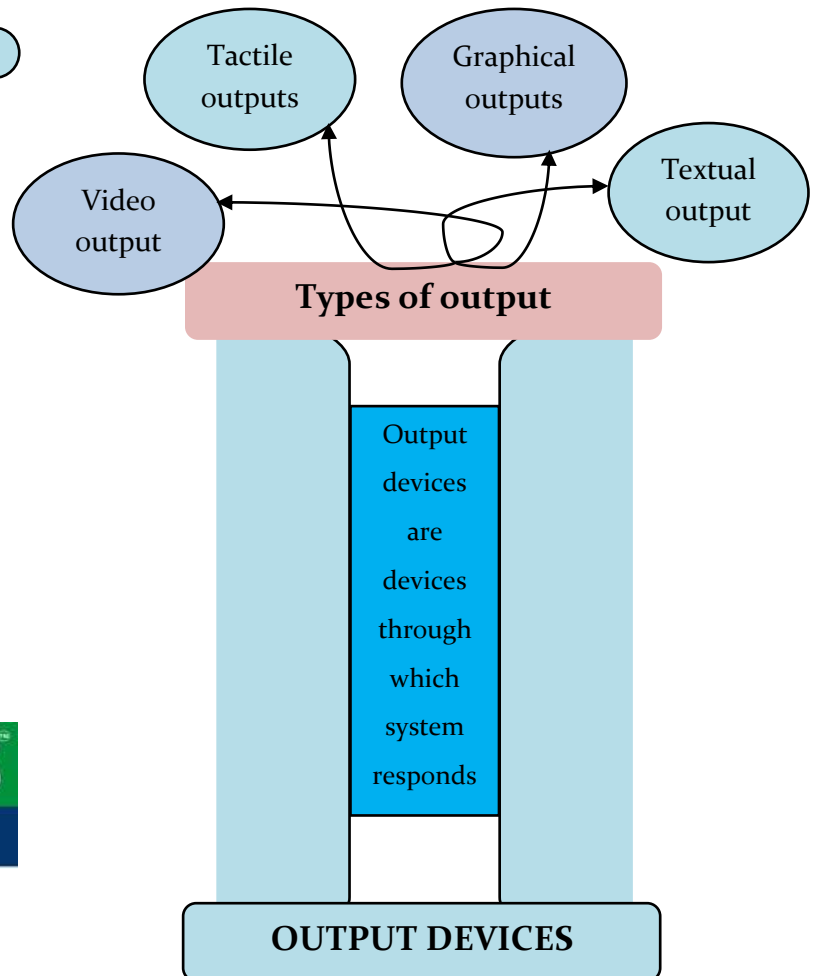 Tactile
outputs
Graphical
outputs
Video
output
Textual
output
Types of output
Output
devices
are
devices
through
which
system
responds
OUTPUT DEVICES